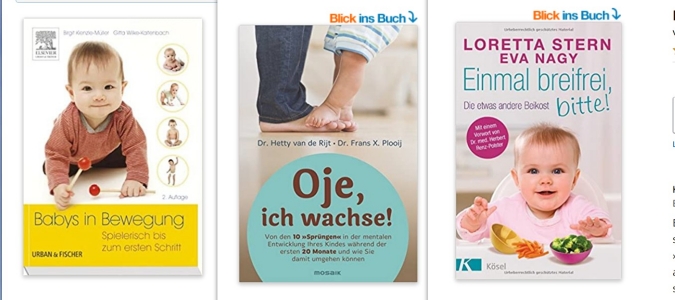 Birgit Kienzle-Müller Gitta Wilke-Kaltenbach
ELSEVIER
2. Auflage
Babys in Bewegung
Spielerisch bis
zum ersten Schritt
URBAN & FISCHER
Blick ins Buch
Dr. Hetty van de Rijt • Dr. Frans X. Plooij
Oje,
ich wachse!
Von den 10 »Sprüngen« in der mentalen
Entwicklung Ihres Kindes während der
ersten 20 Monate und wie Sie
damit umgehen können
mosaik
Blick ins Buch
Urheberrechtlich geschütztes Material
LORETTA STERN
EVA NAGY
Einmal breifrei,
bitte!
Die etwas andere Beikost
Mit einem
Vorwort von
Dr. med. Herbert
Renz-Polster
K
Kösel
Urheberrechtlich geschütztes Material